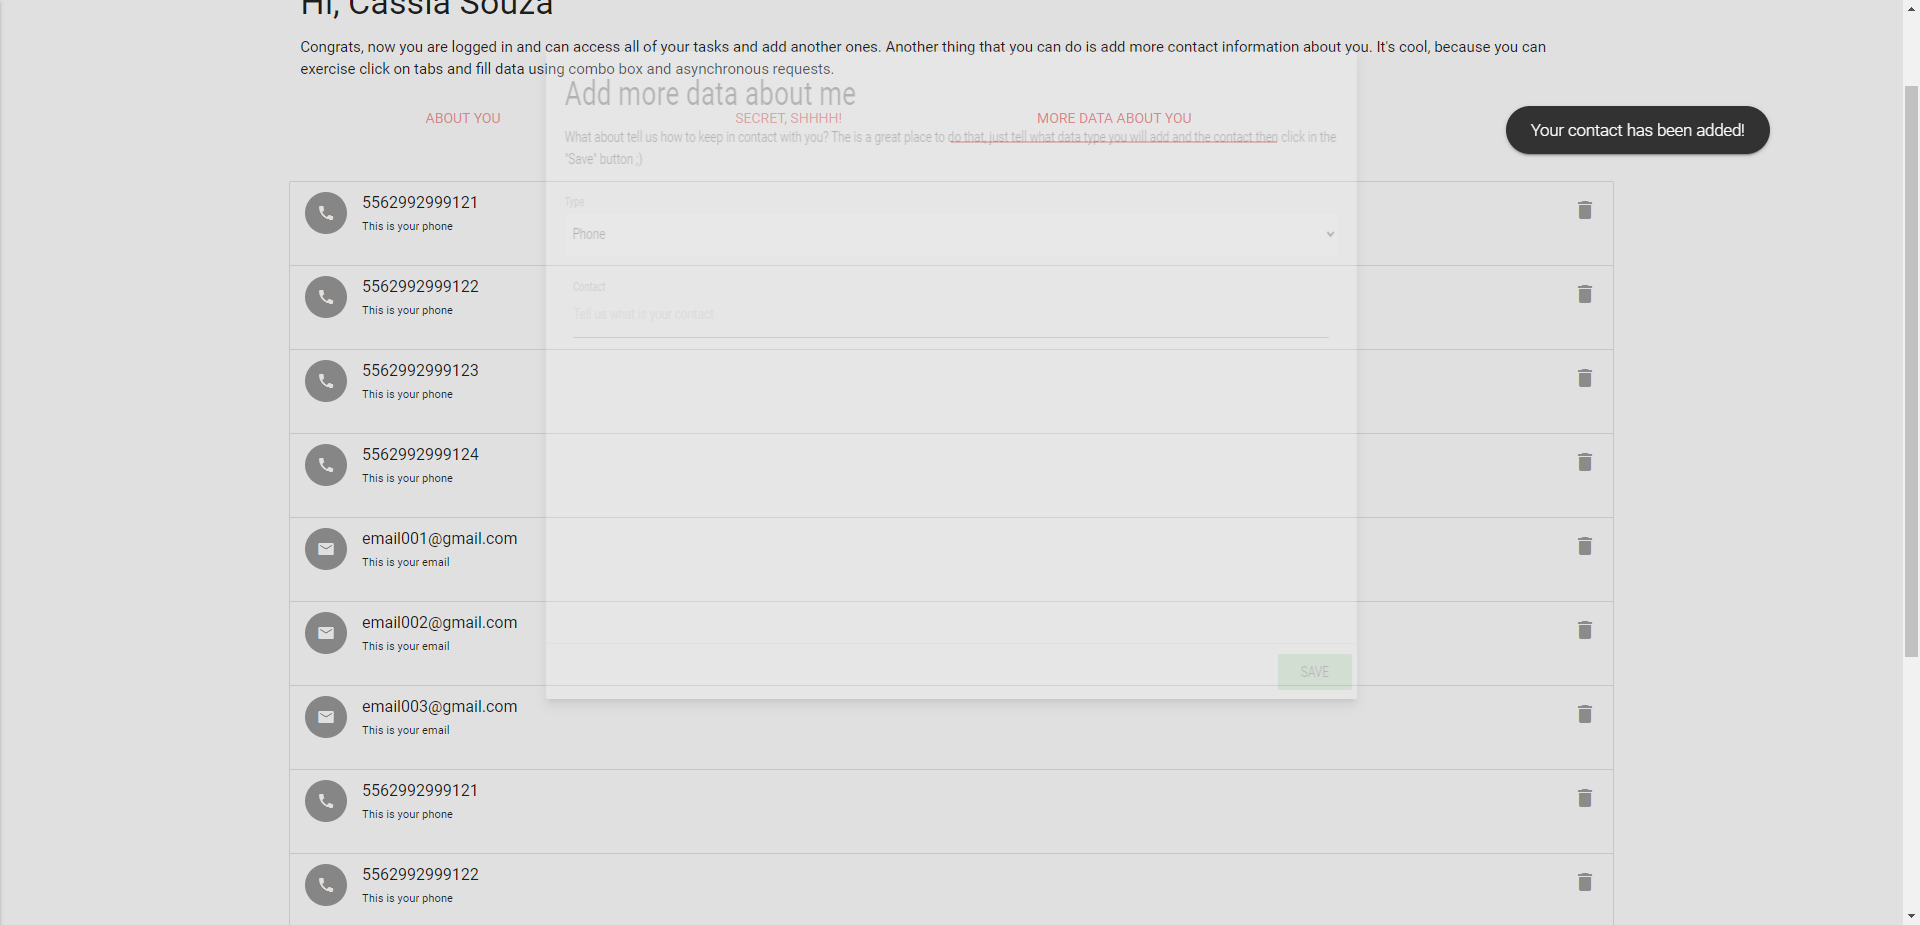 Hi, Cassia Souza
Congrats, now you are logged in and can access all of your tasks and add another ones. Another thing that you can do is add more contact information about you. It's cool, because you can
exercise click on tabs and fill data using combo box and asynchronous requests.
Add more data about me
ABOUT YOU
SECRET, SHHHH!
MORE DATA ABOUT YOU
Your contact has been added!
What about tell us how to keep in contact with you? The is a great place to do that, just tell what data type you will add and the contact then click in the
"Save" button ;)
5562992999121
This is your phone
Type
Phone
5562992999122
This is your phone
Contact
Tell us what is your contact
5562992999123
This is your phone
5562992999124
This is your phone
email001@gmail.com
This is your email
email002@gmail.com
This is your email
SAVE
email003@gmail.com
This is your email
5562992999121
This is your phone
5562992999122
This is your phone